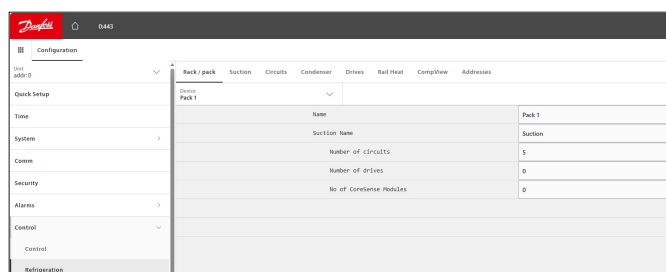 Danfoss 0:443
Configuration
Unit
addr:0
Rack / pack Suction Circuits Condenser Drives Rail Heat CompView Addresses
Device
Pack 1
Quick Setup
Name Pack 1
Time
Suction Name Suction
System
Number of circuits 5
Comm
Number of drives 0
Security
No of CoreSense Modules 0
Alarms
Control
Control
Refrigeration